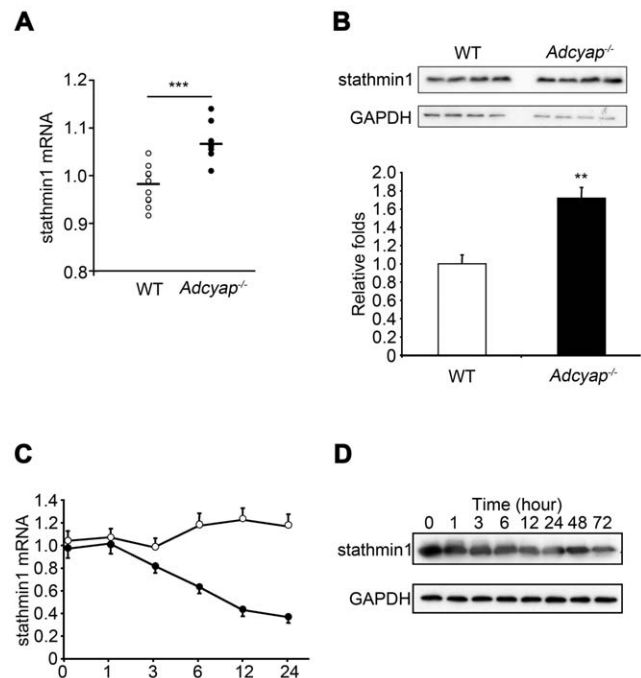 A
stathmin1 mRNA
1.2
1.1
1.0
0.9
0.8
***
WT
Adcyap-/-
B
WT
Adcyap-/-
stathmin1
GAPDH
Relative folds
2.0
1.8
1.6
1.4
1.2
1.0
0.8
0.6
0.4
0.2
0
**
WT
Adcyap-/-
C
stathmin1 mRNA
1.4
1.2
1.0
0.8
0.6
0.4
0.2
0
0 1 3 6 12 24
D
Time (hour)
0 1 3 6 12 24 48 72
stathmin1
GAPDH